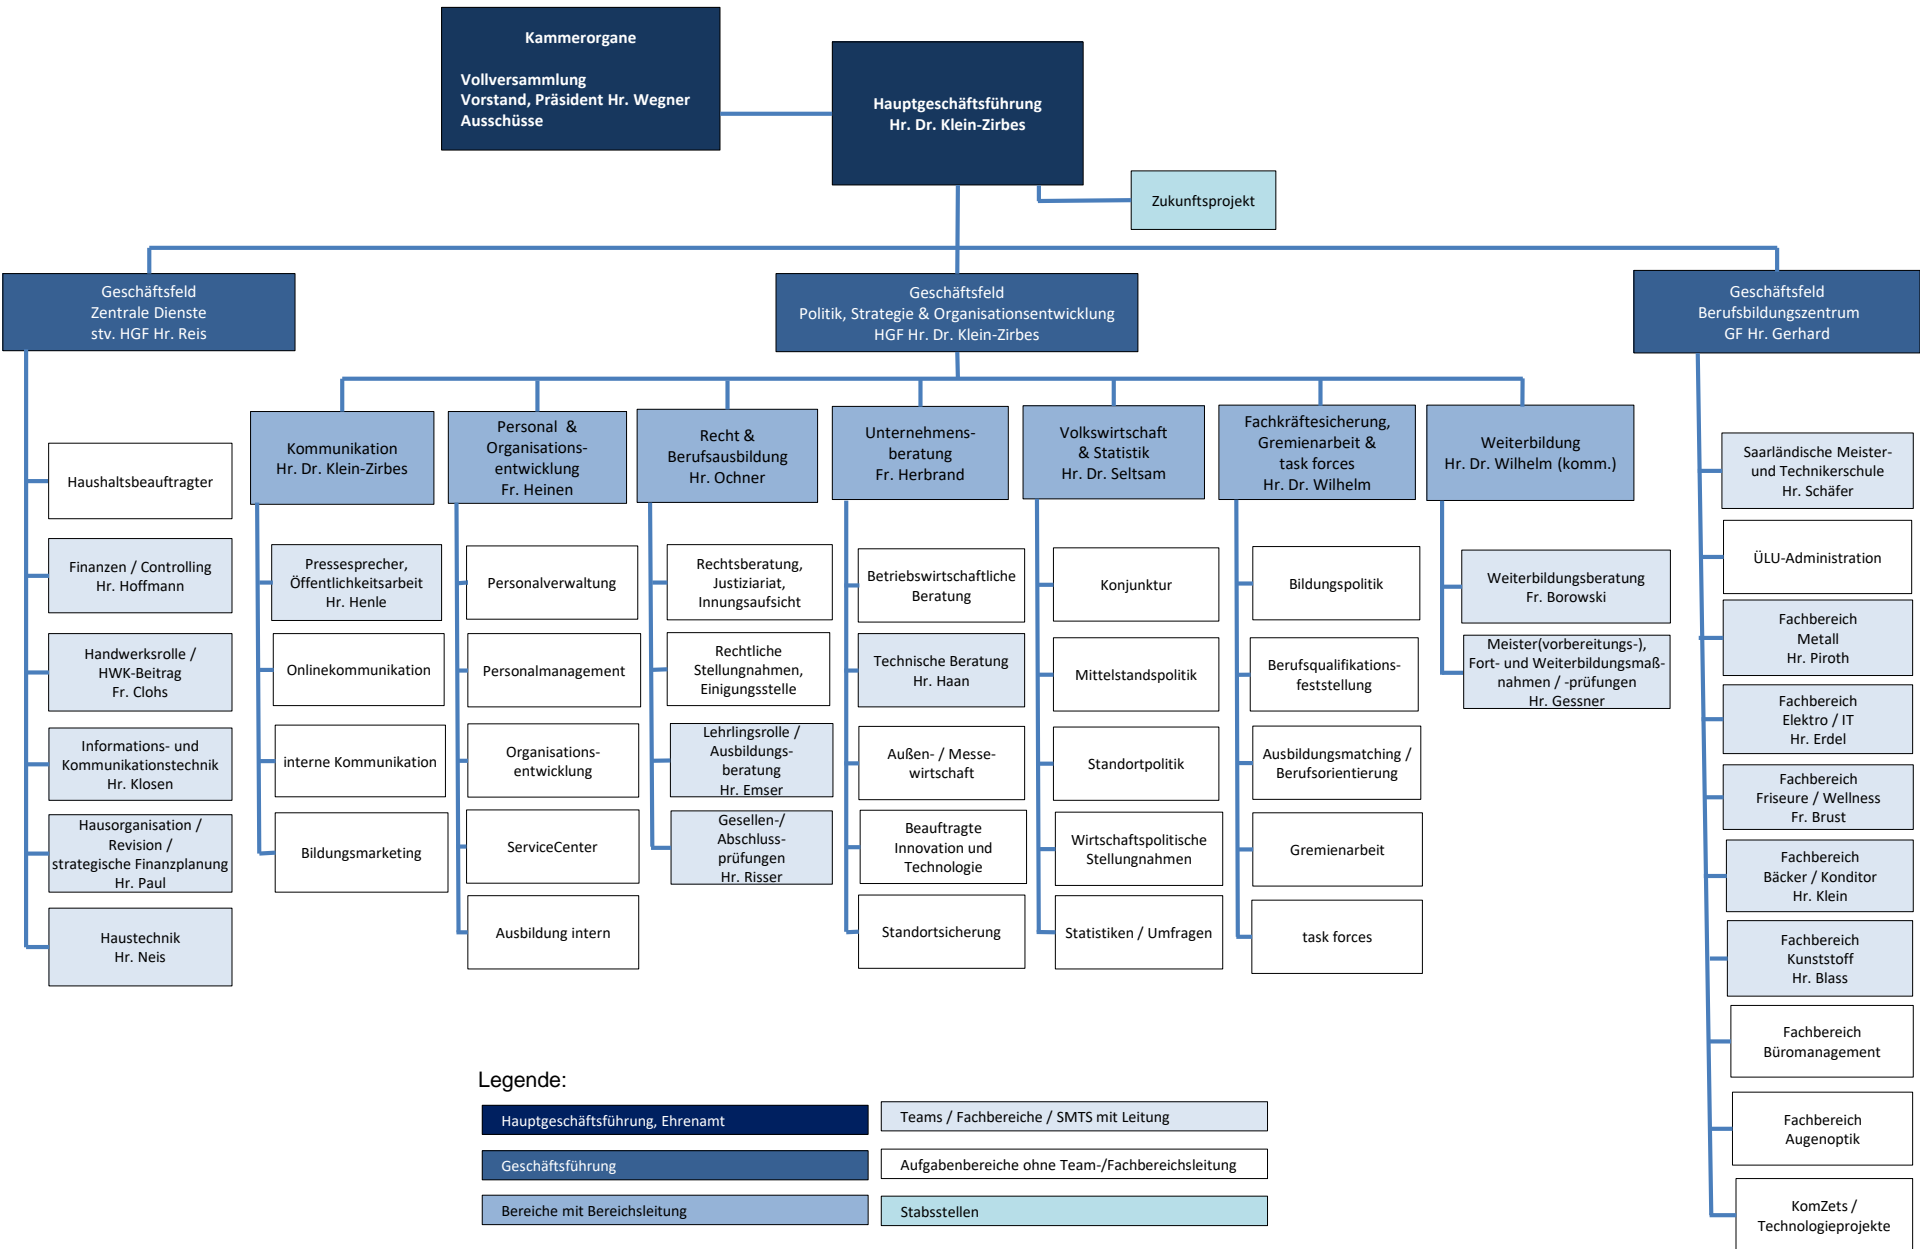 Kammerorgane
Vollversammlung
Vorstand, Präsident Hr. Wegner
Ausschüsse
Hauptgeschäftsführung
Hr. Dr. Klein-Zirbes
Zukunftsprojekt
Geschäftsfeld
Zentrale Dienste
stv. HGF Hr. Reis
Geschäftsfeld
Politik, Strategie & Organisationsentwicklung
HGF Hr. Dr. Klein-Zirbes
Geschäftsfeld
Berufsbildungszentrum
GF Hr. Gerhard
Haushaltsbeauftragter
Finanzen / Controlling
Hr. Hoffmann
Handwerksrolle /
HWK-Beitrag
Fr. Clohs
Informations- und
Kommunikationstechnik
Hr. Klosen
Hausorganisation /
Revision /
strategische Finanzplanung
Hr. Paul
Haustechnik
Hr. Neis
Kommunikation
Hr. Dr. Klein-Zirbes
Pressesprecher,
Öffentlichkeitsarbeit
Hr. Henle
Onlinekommunikation
interne Kommunikation
Bildungsmarketing
Personal &
Organisations-
entwicklung
Fr. Heinen
Personalverwaltung
Personalmanagement
Organisations-
entwicklung
ServiceCenter
Ausbildung intern
Recht &
Berufsausbildung
Hr. Ochner
Rechtsberatung,
Justiziariat,
Innungsaufsicht
Rechtliche
Stellungnahmen,
Einigungsstelle
Lehrlingsrolle /
Ausbildungs-
beratung
Hr. Emser
Gesellen-/
Abschluss-
prüfungen
Hr. Risser
Unternehmens-
beratung
Fr. Herbrand
Betriebswirtschaftliche
Beratung
Technische Beratung
Hr. Haan
Außen- / Messe-
wirtschaft
Beauftragte
Innovation und
Technologie
Standortsicherung
Volkswirtschaft
& Statistik
Hr. Dr. Seltsam
Konjunktur
Mittelstandspolitik
Standortpolitik
Wirtschaftspolitische
Stellungnahmen
Statistiken / Umfragen
Fachkräftesicherung,
Gremienarbeit &
task forces
Hr. Dr. Wilhelm
Bildungspolitik
Berufsqualifikations-
feststellung
Ausbildungsmatching /
Berufsorientierung
Gremienarbeit
task forces
Weiterbildung
Hr. Dr. Wilhelm (komm.)
Weiterbildungsberatung
Fr. Borowski
Meister(vorbereitungs-),
Fort- und Weiterbildungsmaß-
nahmen / -prüfungen
Hr. Gessner
Saarländische Meister-
und Technikerschule
Hr. Schäfer
ÜLU-Administration
Fachbereich
Metall
Hr. Piroth
Fachbereich
Elektro / IT
Hr. Erdel
Fachbereich
Friseure / Wellness
Fr. Brust
Fachbereich
Bäcker / Konditor
Hr. Klein
Fachbereich
Kunststoff
Hr. Blass
Fachbereich
Büromanagement
Fachbereich
Augenoptik
KomZets /
Technologieprojekte
Legende:
Hauptgeschäftsführung, Ehrenamt
Geschäftsführung
Bereiche mit Bereichsleitung
Teams / Fachbereiche / SMTS mit Leitung
Aufgabenbereiche ohne Team-/Fachbereichsleitung
Stabsstellen